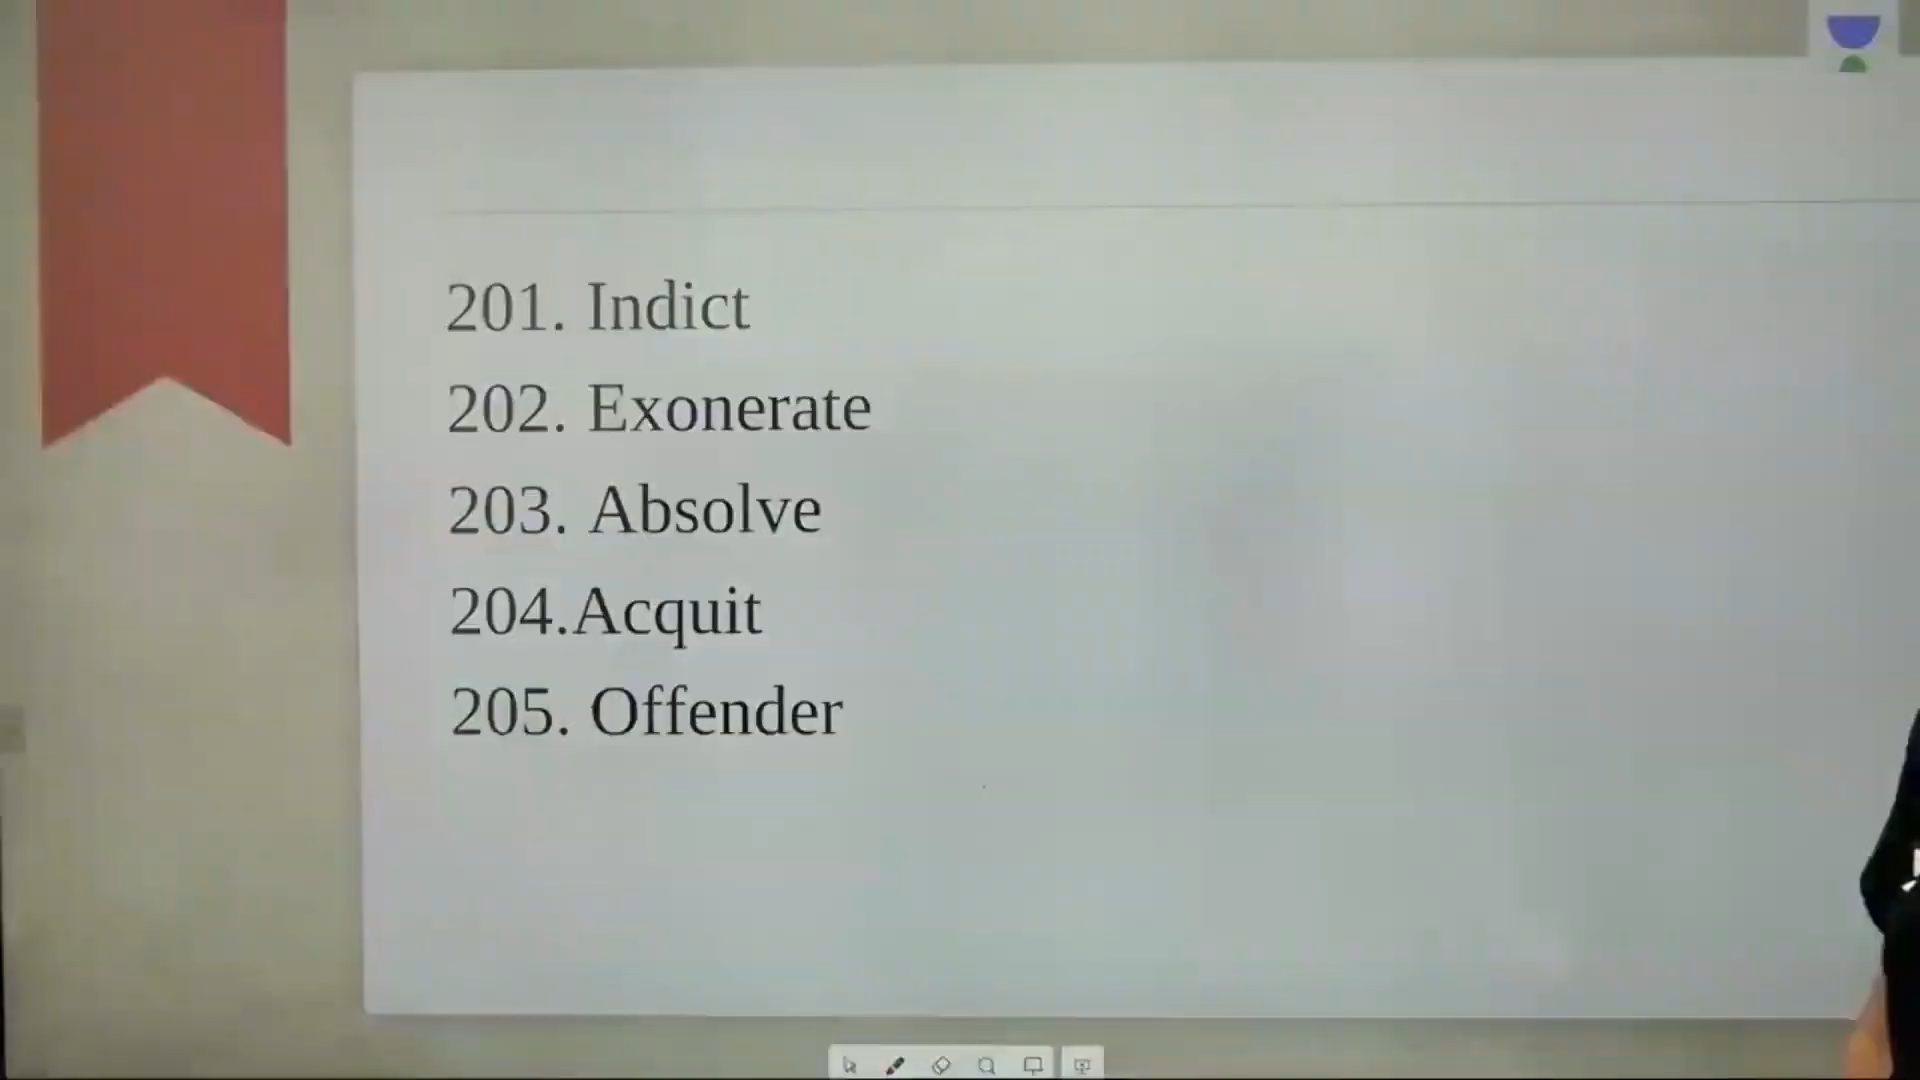 201. Indict
202. Exonerate
203. Absolve
204.Acquit
205. Offender